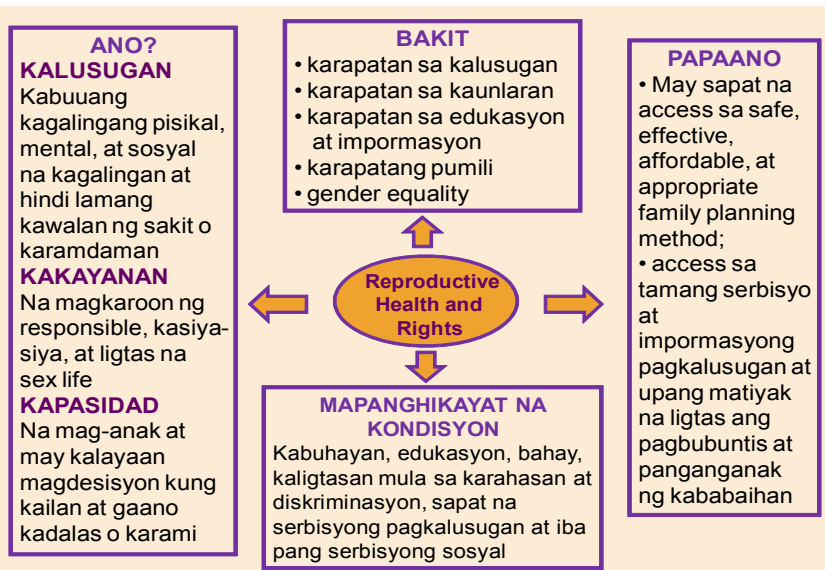 ANO?
KALUSUGAN
Kabuuang
kagalingang pisikal,
mental, at sosyal
na kagalingan at
hindi lamang
kawalan ng sakit o
karamdaman
KAKAYANAN
Na magkaroon ng
responsible, kasiya-
siya, at ligtas na
sex life
KAPASIDAD
Na mag-anak at
may kalayaan
magdesisyon kung
kailan at gaano
kadalas o karami
BAKIT
• karapatan sa kalusugan
• karapatan sa kaunlaran
• karapatan sa edukasyon
at impormasyon
• karapatang pumili
• gender equality
Reproductive
Health and
Rights
MAPANGHIKAYAT NA
KONDISYON
Kabuhayan, edukasyon, bahay,
kaligtasan mula sa karahasan at
diskriminasyon, sapat na
serbisyong pagkalusugan at iba
pang serbisyong sosyal
PAPAANO
• May sapat na
access sa safe,
effective,
affordable, at
appropriate
family planning
method;
• access sa
tamang serbisyo
at
impormasyong
pagkalusugan at
upang matiyak
na ligtas ang
pagbubuntis at
panganganak
ng kababaihan